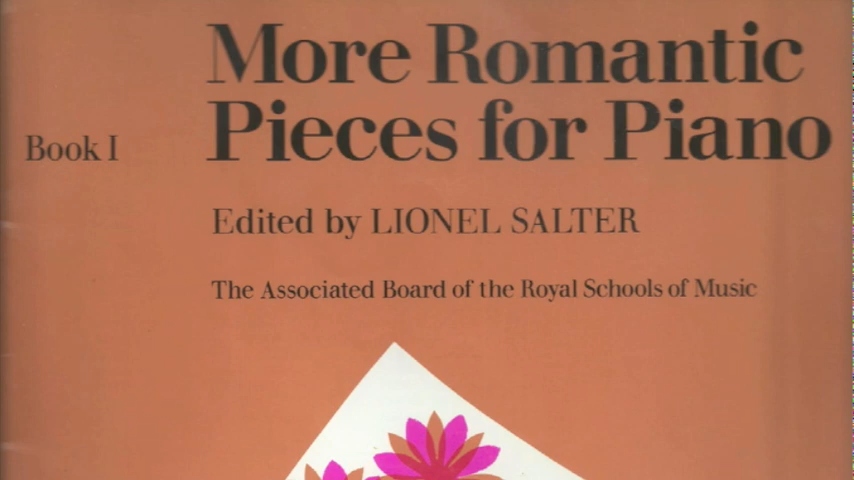 More Romantic
Pieces for Piano
Book I
Edited by LIONEL SALTER
The Associated Board of the Royal Schools of Music